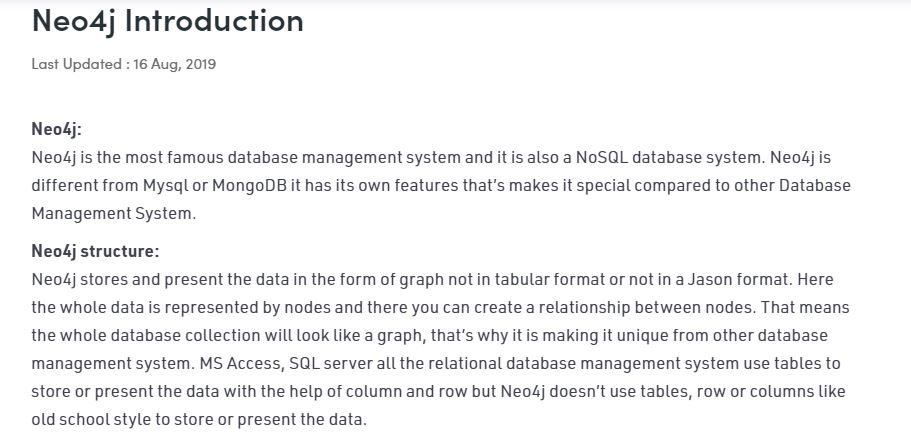 Neo4j Introduction
Last Updated : 16 Aug, 2019
Neo4j:
Neo4j is the most famous database management system and it is also a NoSQL database system. Neo4j is
different from Mysql or MongoDB it has its own features that's makes it special compared to other Database
Management System.
Neo4j structure:
Neo4j stores and present the data in the form of graph not in tabular format or not in a Jason format. Here
the whole data is represented by nodes and there you can create a relationship between nodes. That means
the whole database collection will look like a graph, that's why it is making it unique from other database
management system. MS Access, SQL server all the relational database management system use tables to
store or present the data with the help of column and row but Neo4j doesn't use tables, row or columns like
old school style to store or present the data.